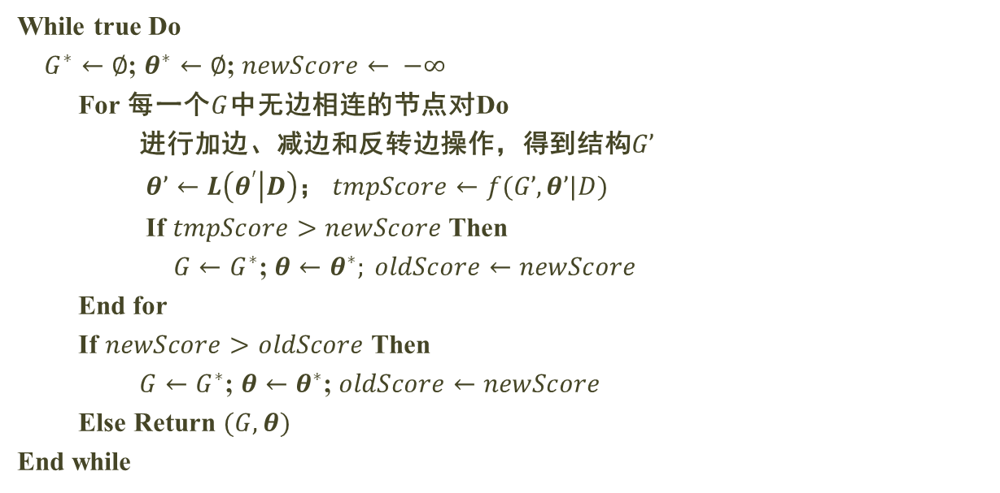 While true Do
G* ← ∅; θ* ← ∅; newScore ← −∞
For 每一个G中无边相连的节点对Do
进行加边、减边和反转边操作，得到结构G’
θ’ ← L(θ′|D)； tmpScore ← f(G’, θ’|D)
If tmpScore > newScore Then
G ← G*; θ ← θ*; oldScore ← newScore
End for
If newScore > oldScore Then
G ← G*; θ ← θ*; oldScore ← newScore
Else Return (G, θ)
End while